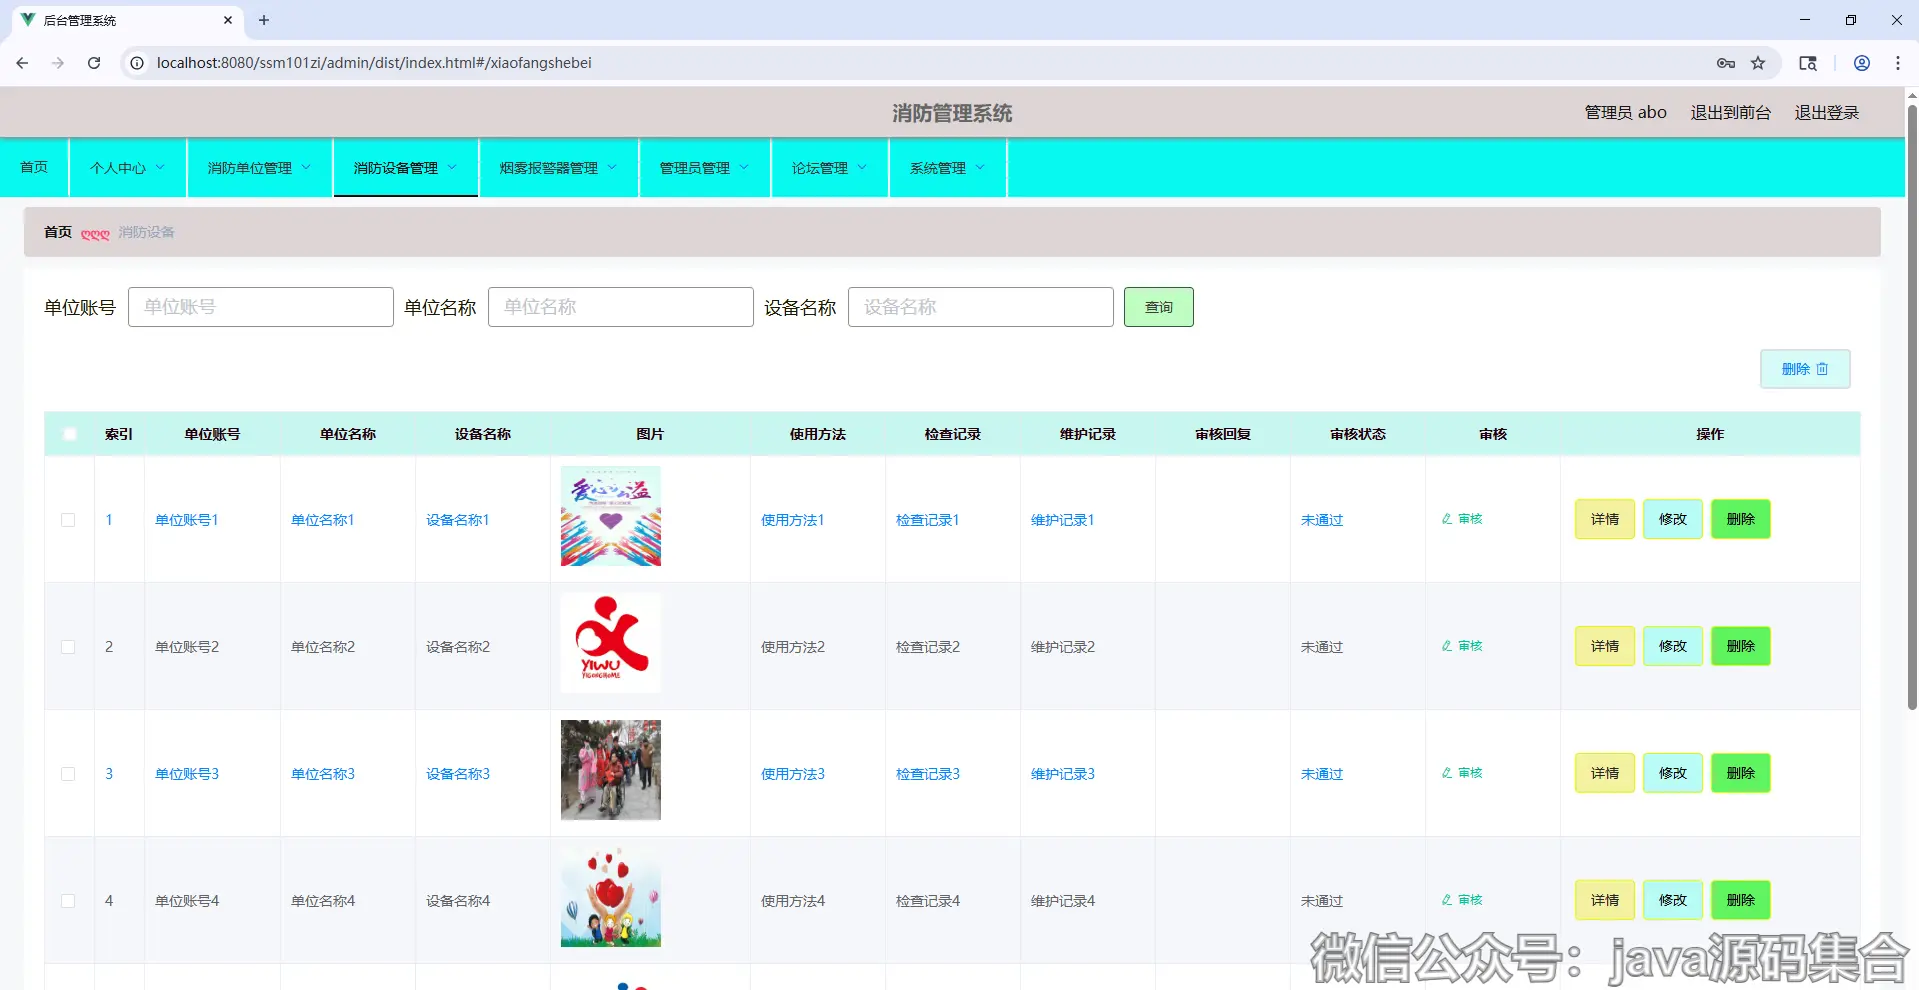 后台管理系统
localhost:8080/ssm101zi/admin/dist/index.html#/xiaofangshebei
消防管理系统
管理员 abo 退出到前台 退出登录
首页 个人中心 消防单位管理 消防设备管理 烟雾报警器管理 管理员管理 论坛管理 系统管理
首页 ღღღ 消防设备
单位账号 单位账号 单位名称 单位名称 设备名称 设备名称 查询
删除
索引 单位账号 单位名称 设备名称 图片 使用方法 检查记录 维护记录 审核回复 审核状态 审核 操作
1 单位账号1 单位名称1 设备名称1 使用方法1 检查记录1 维护记录1 未通过 审核 详情 修改 删除
2 单位账号2 单位名称2 设备名称2 YIWU YIGONGHOME 使用方法2 检查记录2 维护记录2 未通过 审核 详情 修改 删除
3 单位账号3 单位名称3 设备名称3 使用方法3 检查记录3 维护记录3 未通过 审核 详情 修改 删除
4 单位账号4 单位名称4 设备名称4 使用方法4 检查记录4 维护记录4 未通过 审核 详情 修改 删除
微信公众号：java源码集合